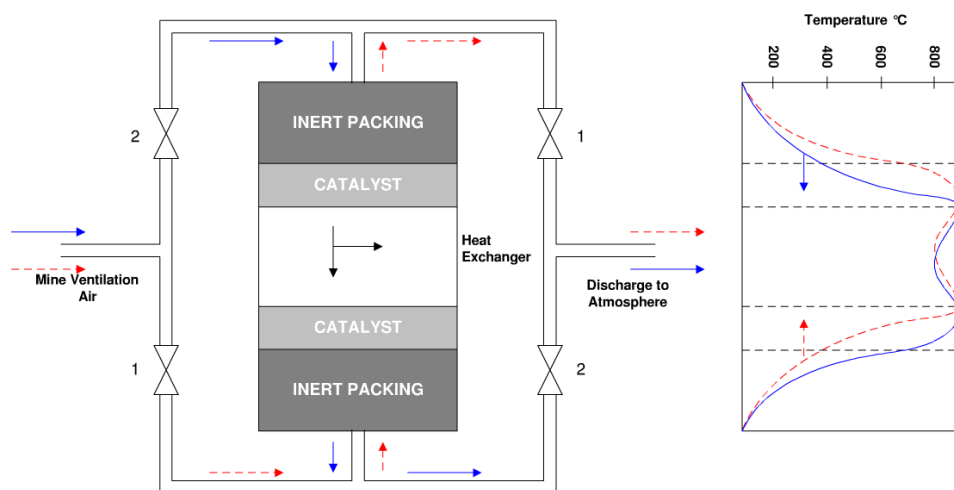 Temperature °C
200
400
600
800
2
INERT PACKING
1
CATALYST
Heat
Exchanger
Mine Ventilation
Air
Discharge to
Atmosphere
CATALYST
1
INERT PACKING
2